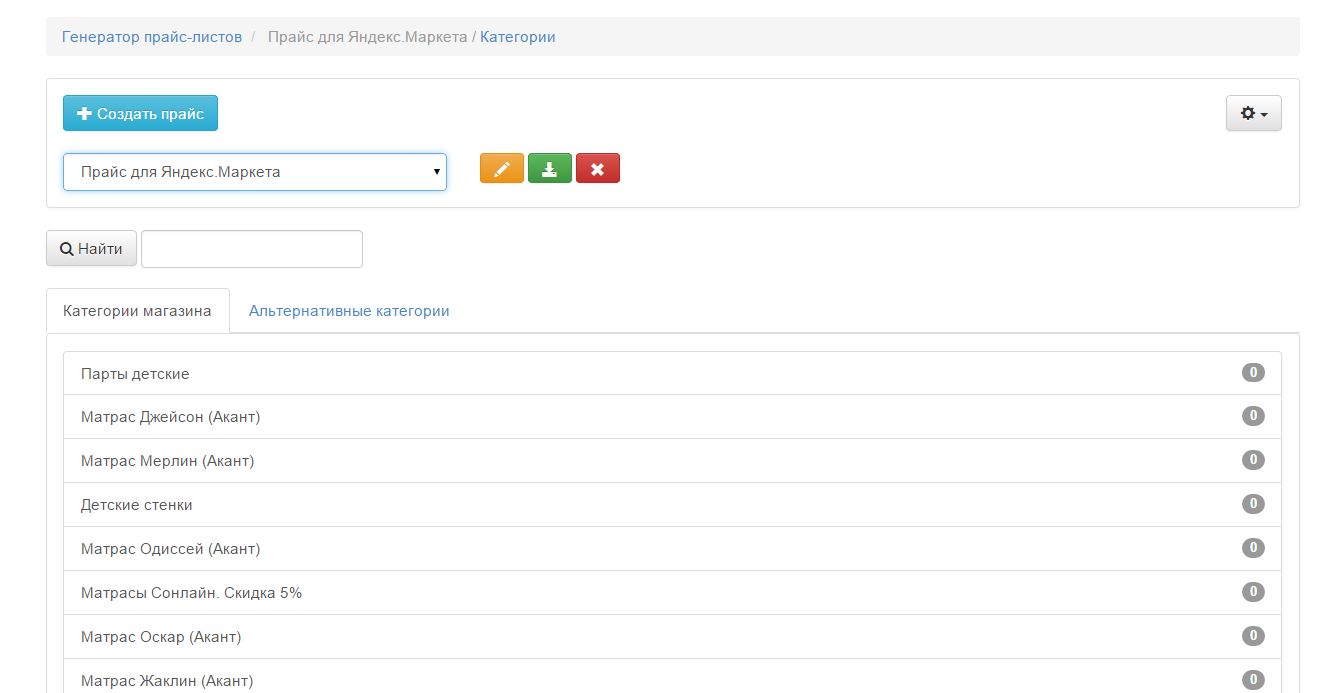 Генератор прайс-листов / Прайс для Яндекс.Маркета / Категории
Создать прайс
Прайс для Яндекс.Маркета
Найти
Категории магазина Альтернативные категории
Парты детские 0
Матрас Джейсон (Акант) 0
Матрас Мерлин (Акант) 0
Детские стенки 0
Матрас Одиссей (Акант) 0
Матрасы Сонлайн. Скидка 5% 0
Матрас Оскар (Акант) 0
Матрас Жаклин (Акант) 0